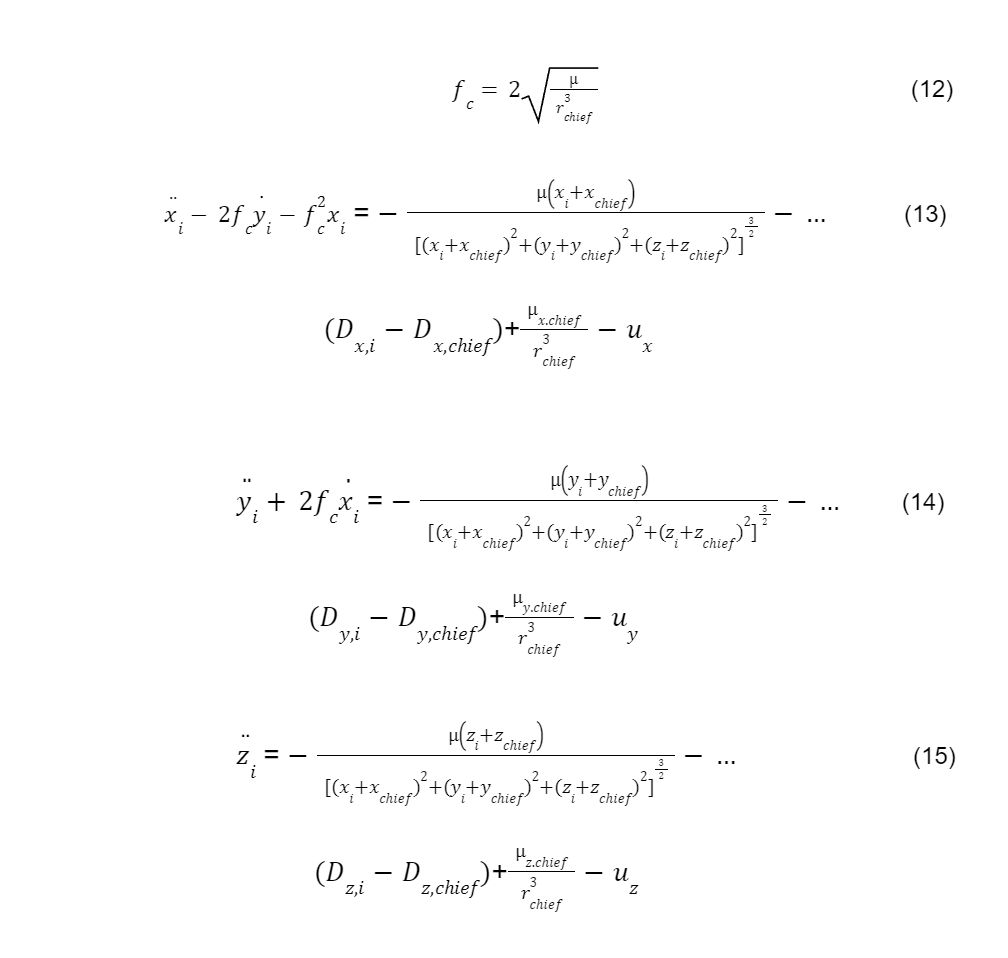 f_c = 2√(μ/r_chief^3) (12)
ẍ_i − 2f_c ẏ_i − f_c^2 x_i = − μ(x_i+x_chief)/[(x_i+x_chief)^2+(y_i+y_chief)^2+(z_i+z_chief)^2]^(3/2) − ... (13)
(D_x,i − D_x,chief)+μ_x.chief/r_chief^3 − u_x
ÿ_i + 2f_c ẋ_i = − μ(y_i+y_chief)/[(x_i+x_chief)^2+(y_i+y_chief)^2+(z_i+z_chief)^2]^(3/2) − ... (14)
(D_y,i − D_y,chief)+μ_y.chief/r_chief^3 − u_y
z̈_i = − μ(z_i+z_chief)/[(x_i+x_chief)^2+(y_i+y_chief)^2+(z_i+z_chief)^2]^(3/2) − ... (15)
(D_z,i − D_z,chief)+μ_z.chief/r_chief^3 − u_z